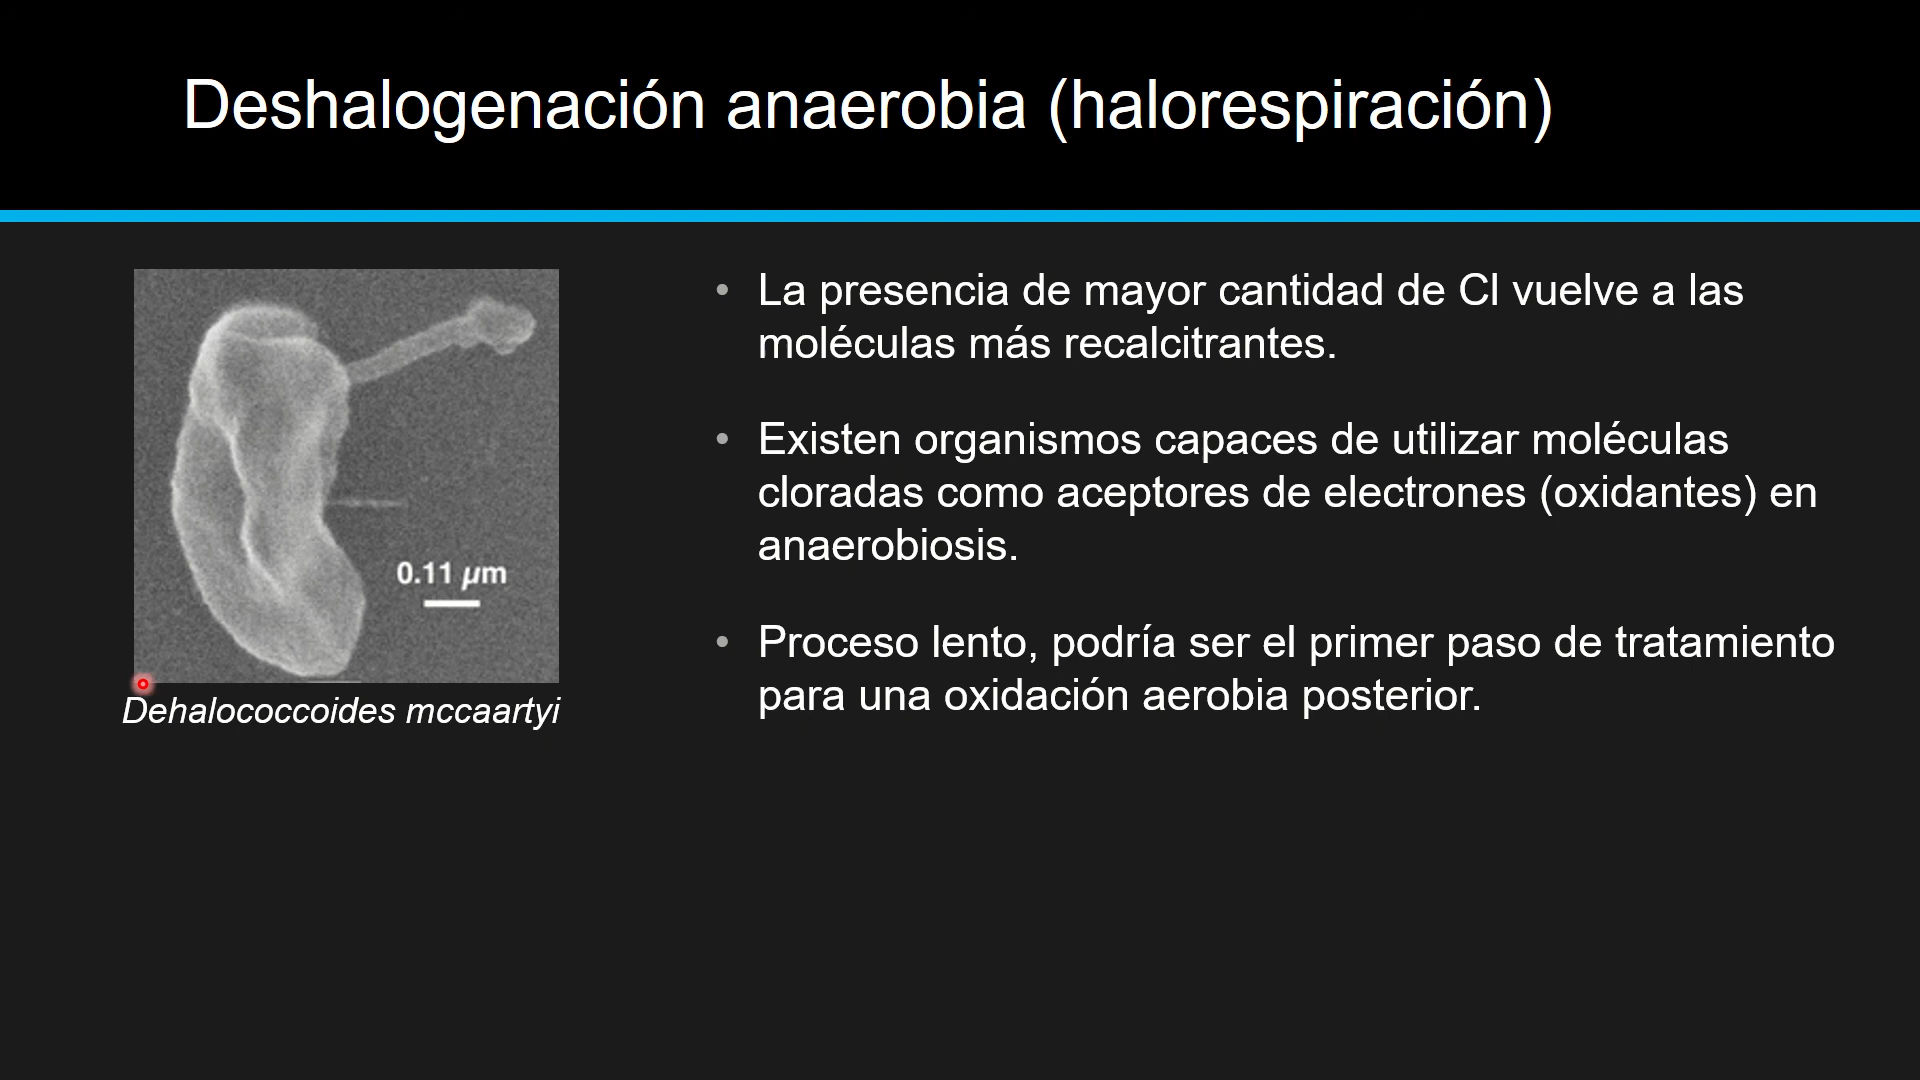 Deshalogenación anaerobia (halorespiración)
0.11 µm
Dehalococcoides mccaartyi
• La presencia de mayor cantidad de Cl vuelve a las
moléculas más recalcitrantes.
• Existen organismos capaces de utilizar moléculas
cloradas como aceptores de electrones (oxidantes) en
anaerobiosis.
• Proceso lento, podría ser el primer paso de tratamiento
para una oxidación aerobia posterior.